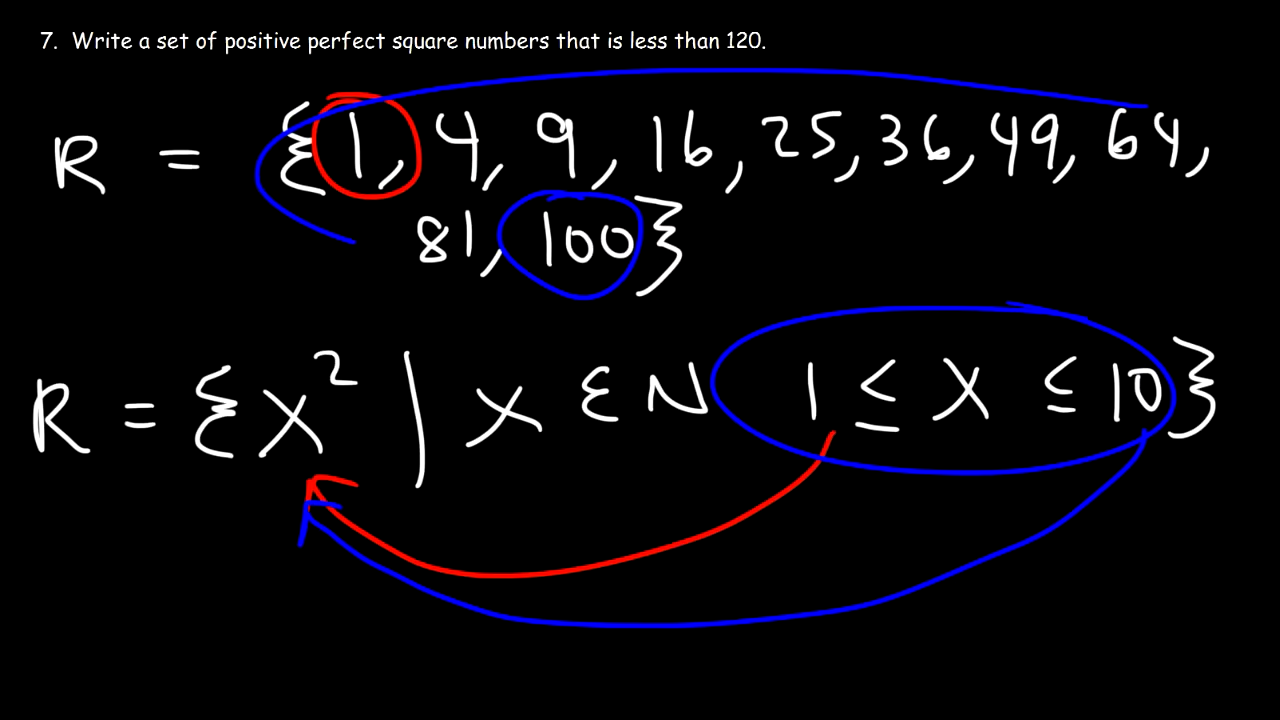 7. Write a set of positive perfect square numbers that is less than 120.
R = {1, 4, 9, 16, 25, 36, 49, 64,
81, 100}
R = {x² | x ∈ N 1 ≤ x ≤ 10}